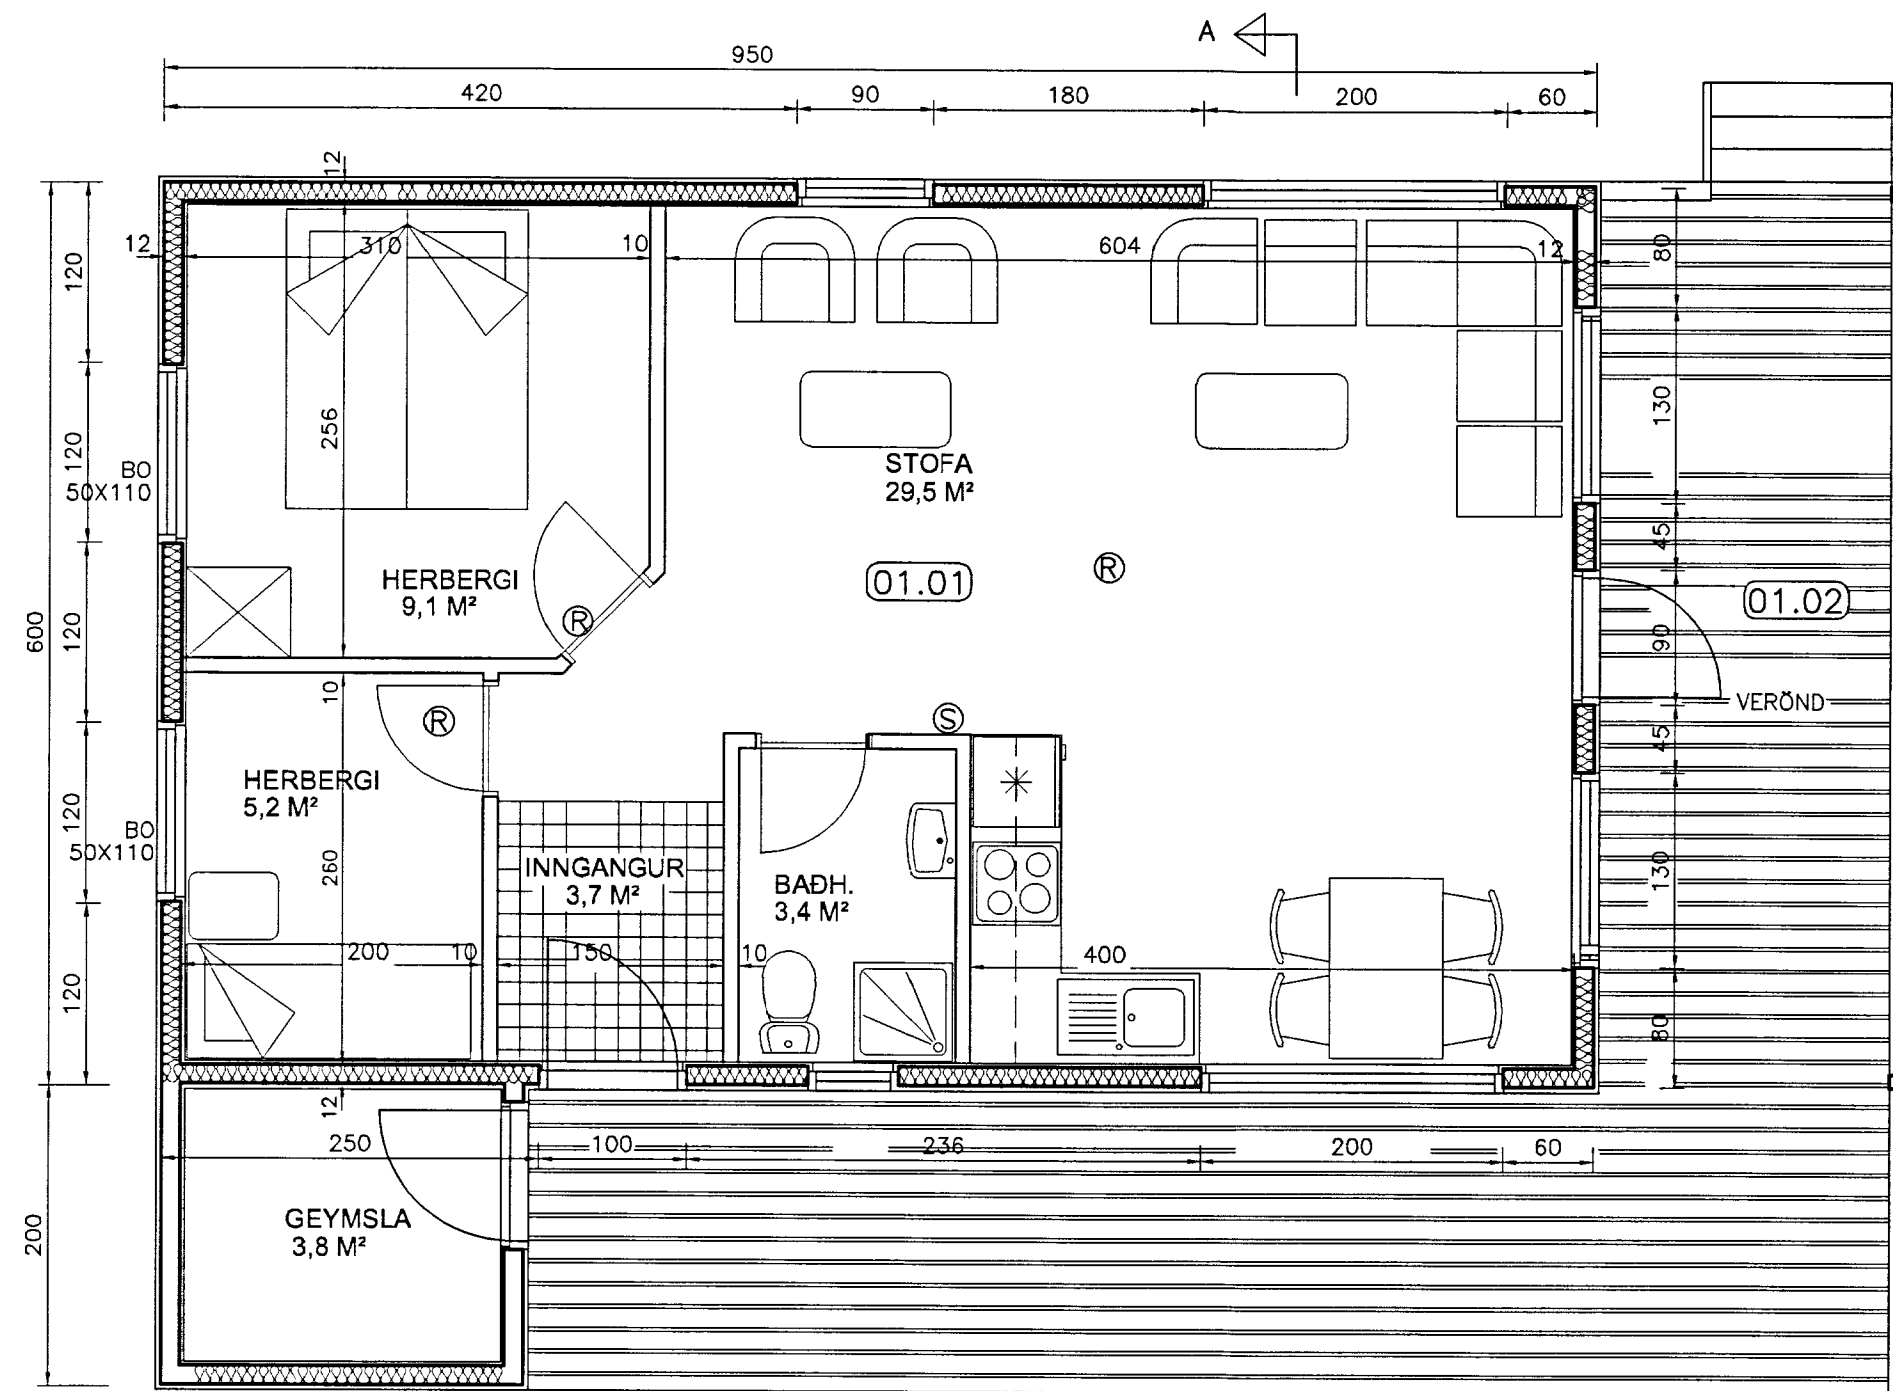 A
950
420
90
180
200
60
12
12
310
10
604
12
80
120
256
130
120
BO
50X110
STOFA
29,5 M²
45
HERBERGI
9,1 M²
R
01.01
R
01.02
600
120
90
10
R
S
VERÖND
45
HERBERGI
5,2 M²
120
BO
50X110
260
INNGANGUR
3,7 M²
BAÐH.
3,4 M²
130
200
10
150
10
400
120
80
12
250
100
236
200
60
GEYMSLA
3,8 M²
200